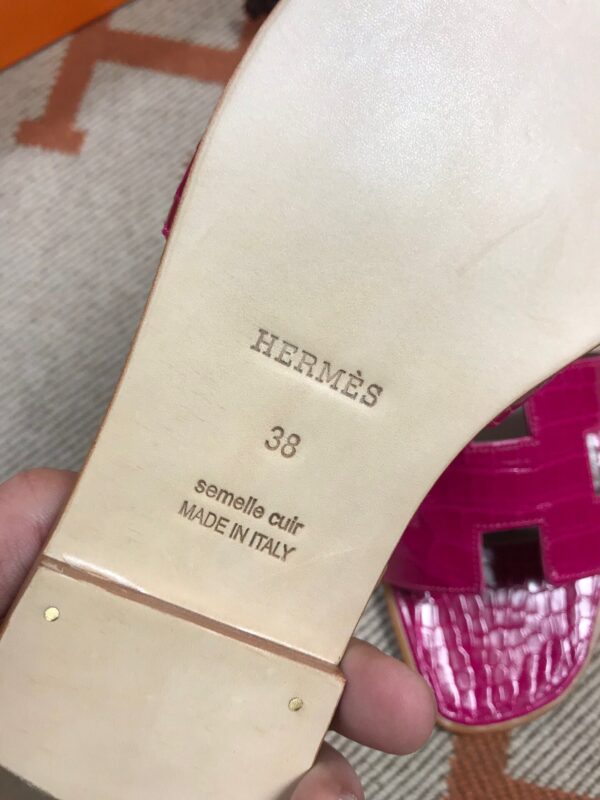 HERMÈS
38
semelle cuir
MADE IN ITALY